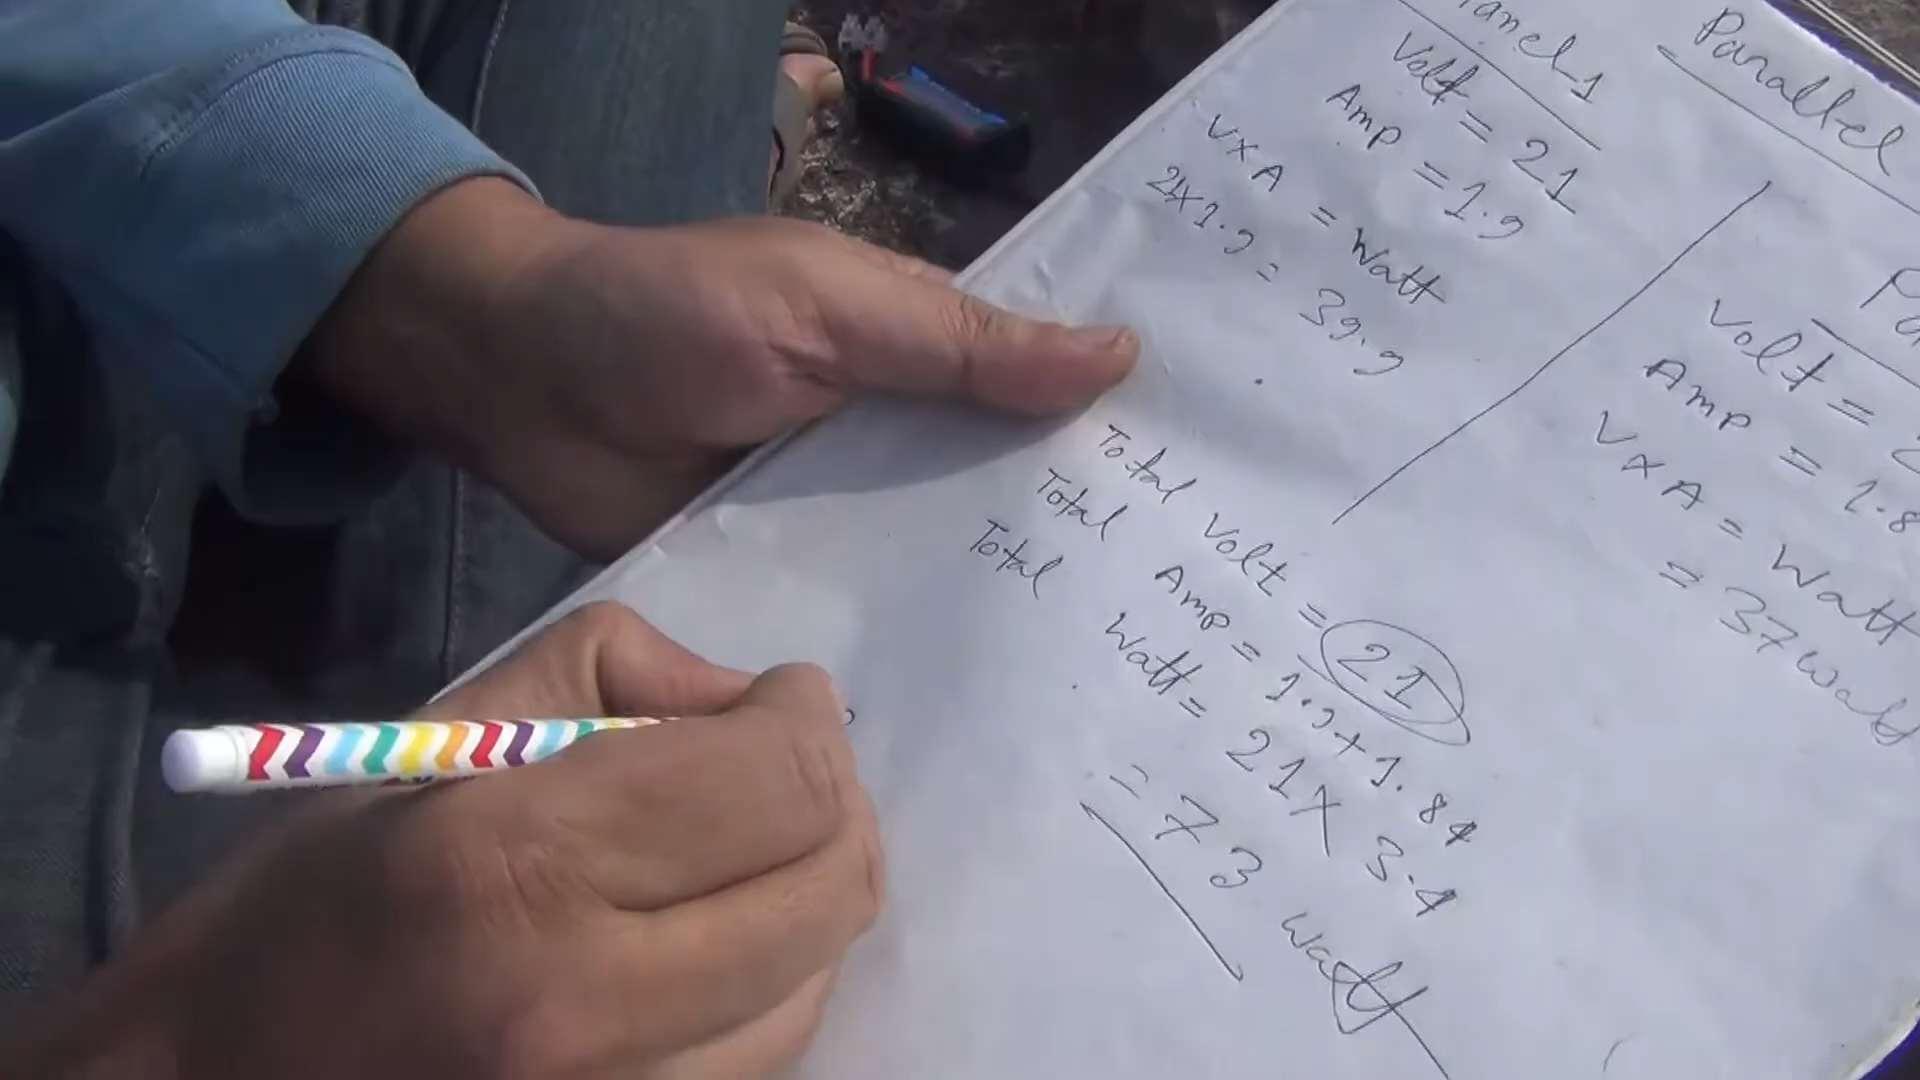 Parallel
Panel-1
Volt = 21
Amp = 1.9
V×A = Watt
21×1.9 = 39.9
Volt =
Amp = 1.8
V×A = Watt
= 37 watt
Total Volt = 21
Total Amp = 1.9+1.84
Total Watt = 21×3.4
= 73 watt